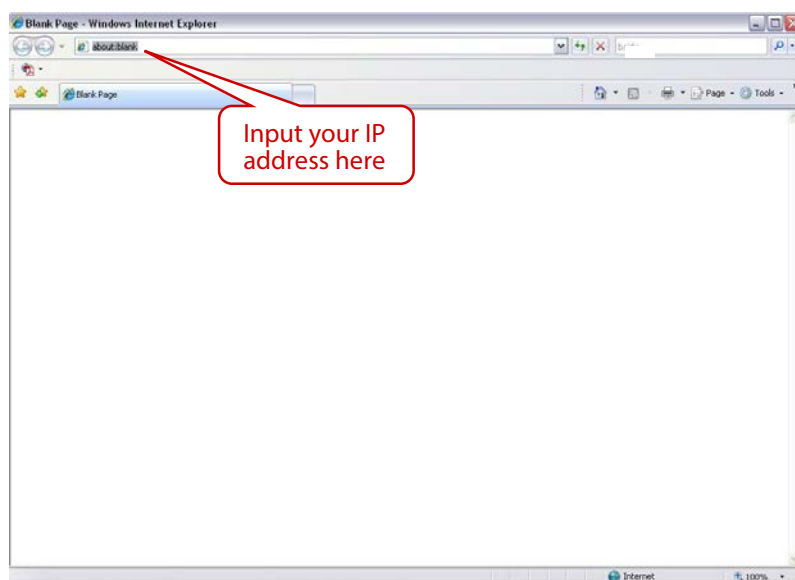 Blank Page - Windows Internet Explorer
about:blank
Blank Page
Page
Tools
Input your IP
address here
Internet
100%